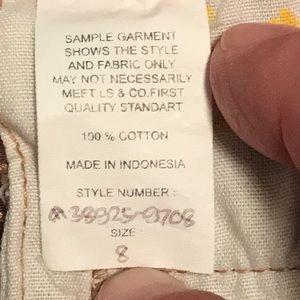 SAMPLE GARMENT
SHOWS THE STYLE
AND FABRIC ONLY
MAY NOT NECESSARILY
MEET LS & CO.FIRST
QUALITY STANDART
100 % COTTON
MADE IN INDONESIA
STYLE NUMBER :
A38925-0708
SIZE :
8